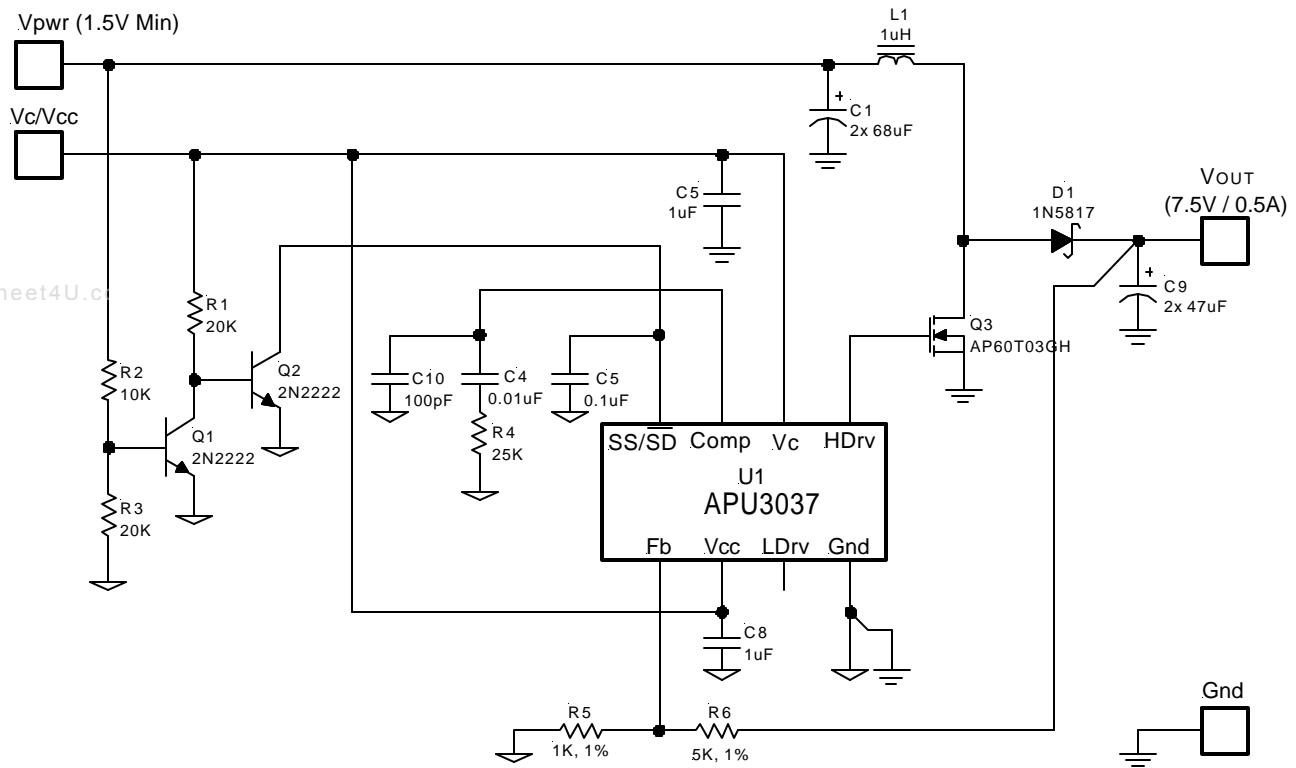 Vpwr (1.5V Min)
L1
1uH
Vc/Vcc
+
C1
2x 68uF
C5
1uF
D1
1N5817
VOUT
(7.5V / 0.5A)
+
C9
2x 47uF
R1
20K
Q3
AP60T03GH
R2
10K
Q2
2N2222
C10
100pF
C4
0.01uF
C5
0.1uF
Q1
2N2222
R4
25K
SS/SD Comp Vc HDrv
U1
APU3037
R3
20K
Fb Vcc LDrv Gnd
C8
1uF
Gnd
R5
1K, 1%
R6
5K, 1%